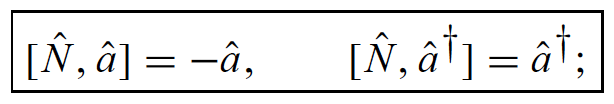 [N̂, â] = −â,  [N̂, â†] = â†;